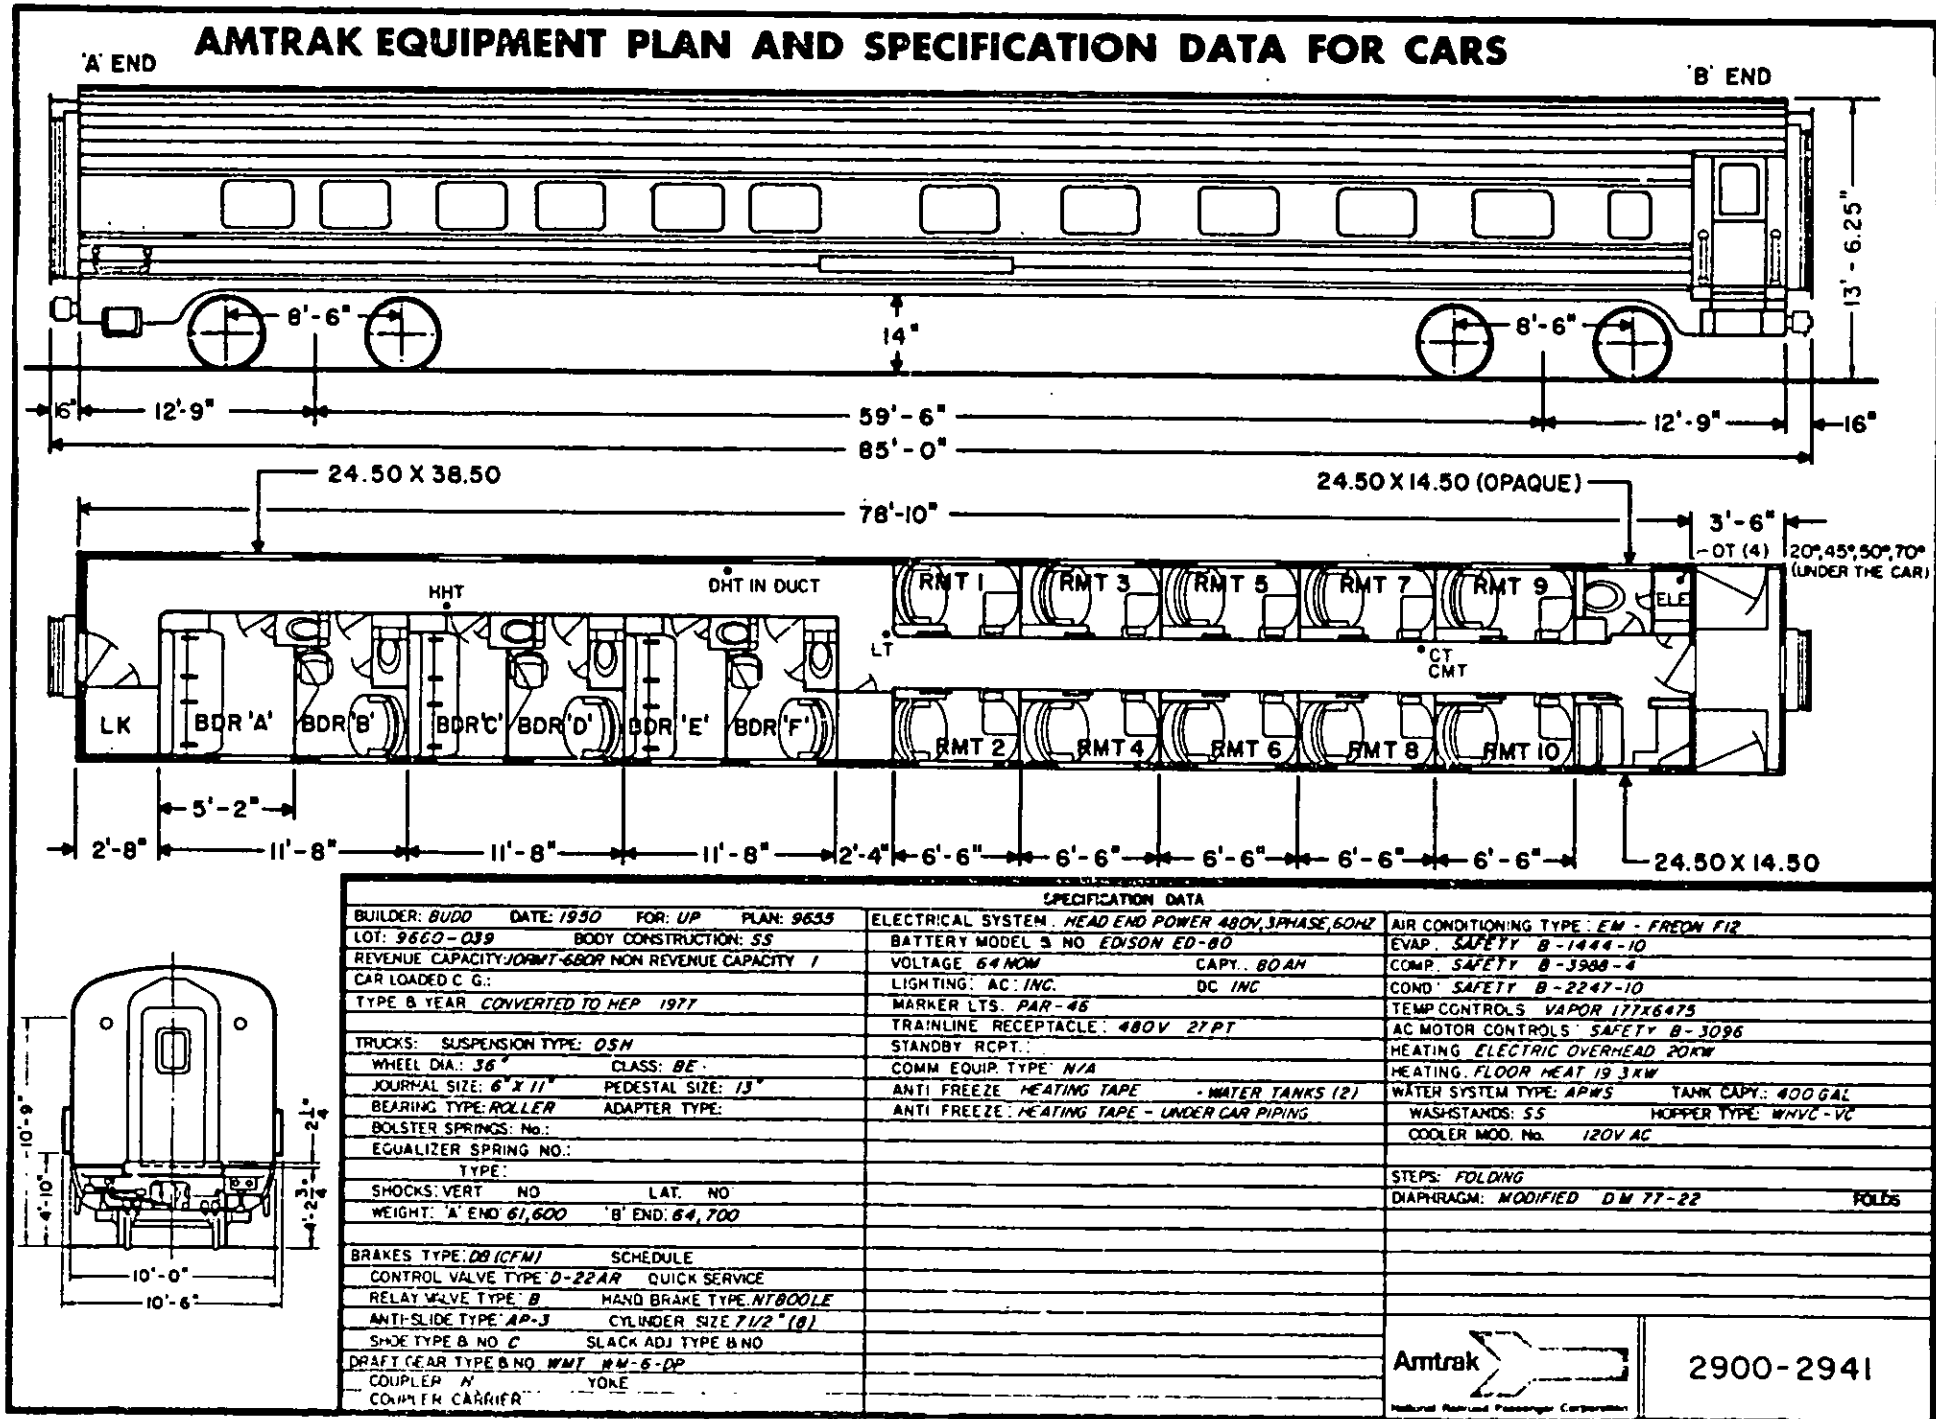 AMTRAK EQUIPMENT PLAN AND SPECIFICATION DATA FOR CARS
'A' END
'B' END
13'-6.25"
8'-6"
14"
8'-6"
16"
12'-9"
59'-6"
12'-9"
16"
85'-0"
24.50 X 38.50
24.50 X 14.50 (OPAQUE)
78'-10"
3'-6"
OT (4) 20°,45°,50°,70°
(UNDER THE CAR)
HHT
DHT IN DUCT
RMT 1
RMT 3
RMT 5
RMT 7
RMT 9
ELE
LT
CT
CMT
LK
BDR 'A'
BDR 'B'
BDR 'C'
BDR 'D'
BDR 'E'
BDR 'F'
RMT 2
RMT 4
RMT 6
RMT 8
RMT 10
5'-2"
2'-8"
11'-8"
11'-8"
11'-8"
2'-4"
6'-6"
6'-6"
6'-6"
6'-6"
6'-6"
24.50 X 14.50
10'-9"
4'-10"
2 1/4
4'-2 3/4
10'-0"
10'-6"
SPECIFICATION DATA
BUILDER: BUDD DATE: 1950 FOR: UP PLAN: 9655
LOT: 9660-039 BODY CONSTRUCTION: SS
REVENUE CAPACITY: 10RMT-6BDR NON REVENUE CAPACITY 1
CAR LOADED C G.:
TYPE & YEAR CONVERTED TO HEP 1977
TRUCKS: SUSPENSION TYPE: OSH
WHEEL DIA.: 36" CLASS: BE
JOURNAL SIZE: 6" X 11" PEDESTAL SIZE: 13"
BEARING TYPE: ROLLER ADAPTER TYPE:
BOLSTER SPRINGS: No.:
EQUALIZER SPRING NO.:
TYPE:
SHOCKS: VERT NO LAT. NO
WEIGHT: 'A' END 61,600 'B' END: 64,700
BRAKES TYPE: DB (CFM) SCHEDULE
CONTROL VALVE TYPE D-22AR QUICK SERVICE
RELAY VALVE TYPE: B HAND BRAKE TYPE. NT800LE
ANTI-SLIDE TYPE AP-3 CYLINDER SIZE 7 1/2" (8)
SHOE TYPE & NO C SLACK ADJ TYPE & NO
DRAFT GEAR TYPE & NO WMT WM-6-DP
COUPLER N YOKE
COUPLER CARRIER
ELECTRICAL SYSTEM. HEAD END POWER 480V, 3PHASE, 60HZ
BATTERY MODEL & NO EDISON ED-80
VOLTAGE 64 NOM CAPY.. 80 AH
LIGHTING: AC: INC. DC INC
MARKER LTS. PAR-46
TRAINLINE RECEPTACLE: 480V 27 PT
STANDBY RCPT.:
COMM EQUIP. TYPE N/A
ANTI FREEZE HEATING TAPE - WATER TANKS (2)
ANTI FREEZE: HEATING TAPE - UNDER CAR PIPING
AIR CONDITIONING TYPE: EM - FREON F12
EVAP. SAFETY B-1444-10
COMP. SAFETY B-3988-4
COND SAFETY B-2247-10
TEMP CONTROLS VAPOR 177X6475
AC MOTOR CONTROLS SAFETY B-3096
HEATING ELECTRIC OVERHEAD 20KW
HEATING. FLOOR HEAT 19.3 KW
WATER SYSTEM TYPE: APWS TANK CAPY.: 400 GAL
WASHSTANDS: SS HOPPER TYPE: WHVC-VC
COOLER MOD. No. 120V AC
STEPS: FOLDING
DIAPHRAGM: MODIFIED DM 77-22 FOLDS
Amtrak
National Railroad Passenger Corporation
2900-2941